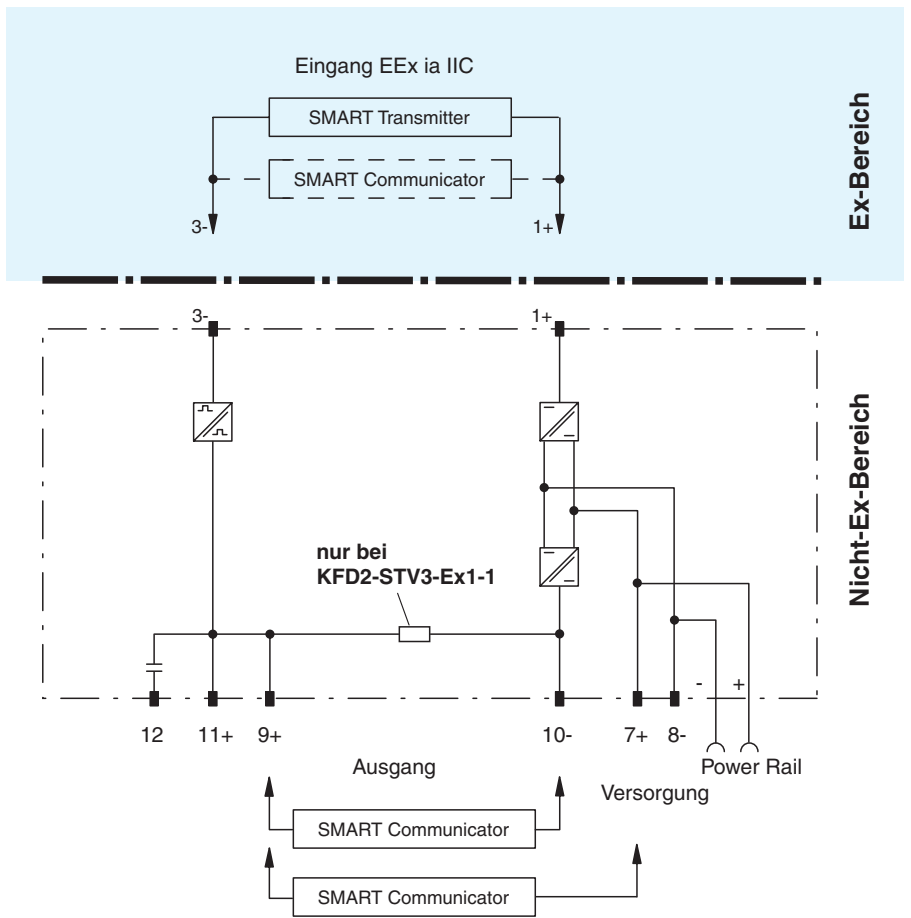 Eingang EEx ia IIC
SMART Transmitter
SMART Communicator
3-
1+
Ex-Bereich
3-
1+
Nicht-Ex-Bereich
nur bei
KFD2-STV3-Ex1-1
-
+
12
11+
9+
10-
7+
8-
Ausgang
Power Rail
Versorgung
SMART Communicator
SMART Communicator